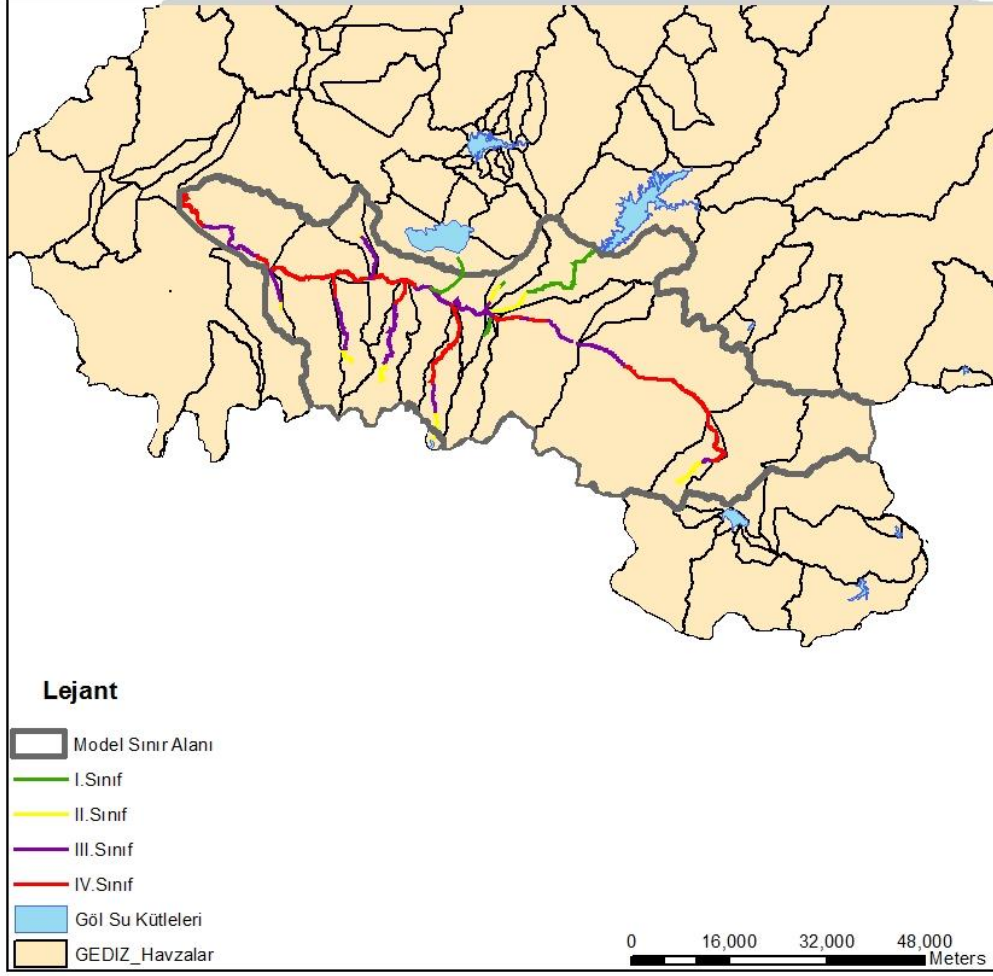 Lejant
Model Sınır Alanı
I.Sınıf
II.Sınıf
III.Sınıf
IV.Sınıf
Göl Su Kütleleri
GEDIZ_Havzalar
0 16,000 32,000 48,000
Meters